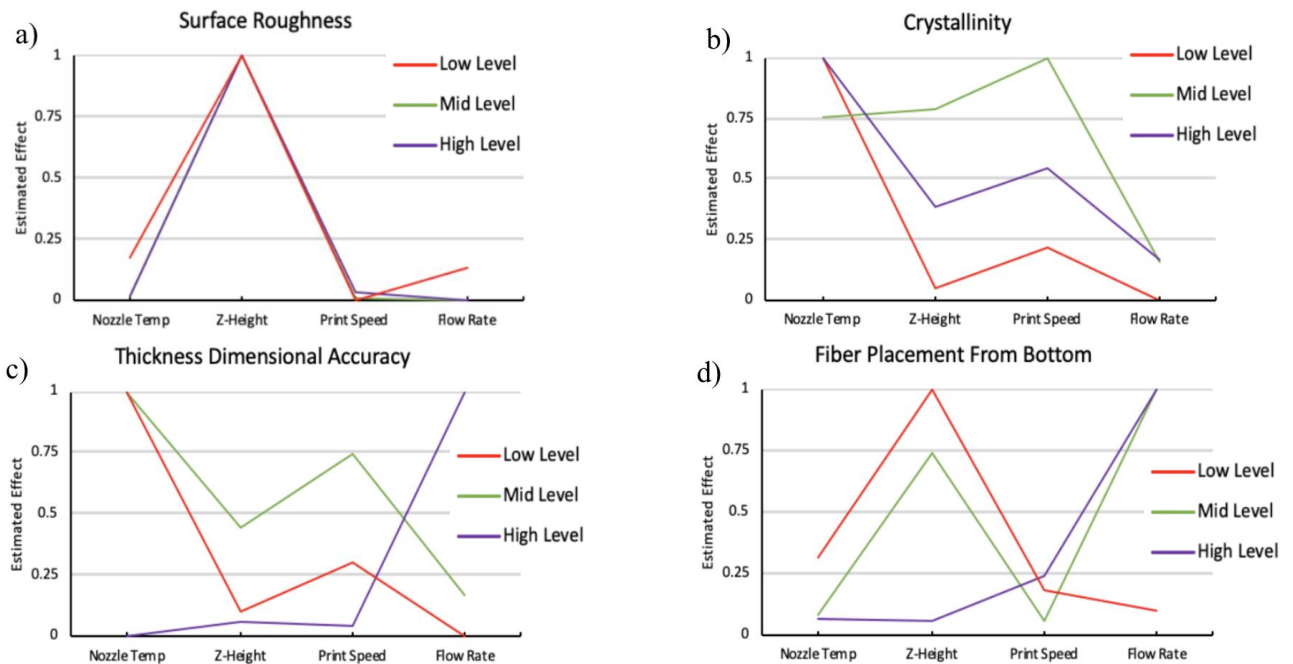 a)
Surface Roughness
Estimated Effect
1
0.75
0.5
0.25
0
Nozzle Temp Z-Height Print Speed Flow Rate
Low Level
Mid Level
High Level
b)
Crystallinity
Estimated Effect
1
0.75
0.5
0.25
0
Nozzle Temp Z-Height Print Speed Flow Rate
Low Level
Mid Level
High Level
c)
Thickness Dimensional Accuracy
Estimated Effect
1
0.75
0.5
0.25
0
Nozzle Temp Z-Height Print Speed Flow Rate
Low Level
Mid Level
High Level
d)
Fiber Placement From Bottom
Estimated Effect
1
0.75
0.5
0.25
0
Nozzle Temp Z-Height Print Speed Flow Rate
Low Level
Mid Level
High Level